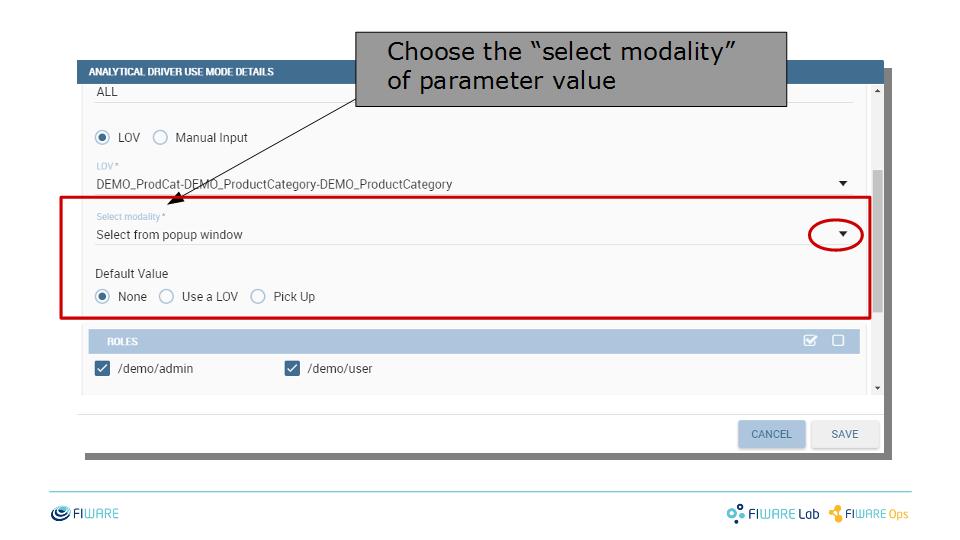 Choose the “select modality”
of parameter value
ANALYTICAL DRIVER USE MODE DETAILS
ALL
LOV Manual Input
LOV *
DEMO_ProdCat-DEMO_ProductCategory-DEMO_ProductCategory
Select modality *
Select from popup window
Default Value
None Use a LOV Pick Up
ROLES
/demo/admin /demo/user
CANCEL SAVE
FIWARE FIWARE Lab FIWARE Ops